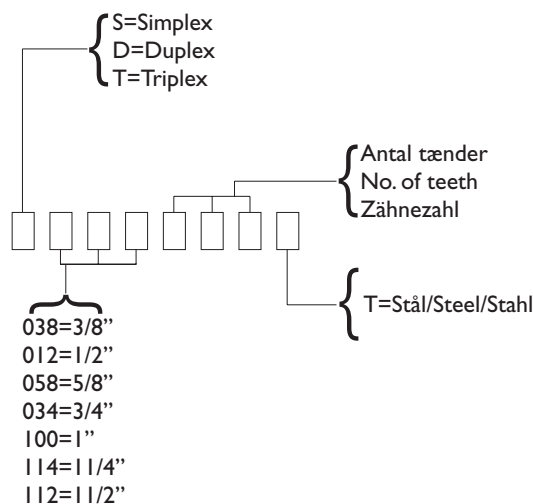 S=Simplex
D=Duplex
T=Triplex
Antal tænder
No. of teeth
Zähnezahl
T=Stål/Steel/Stahl
038=3/8”
012=1/2”
058=5/8”
034=3/4”
100=1”
114=11/4”
112=11/2”